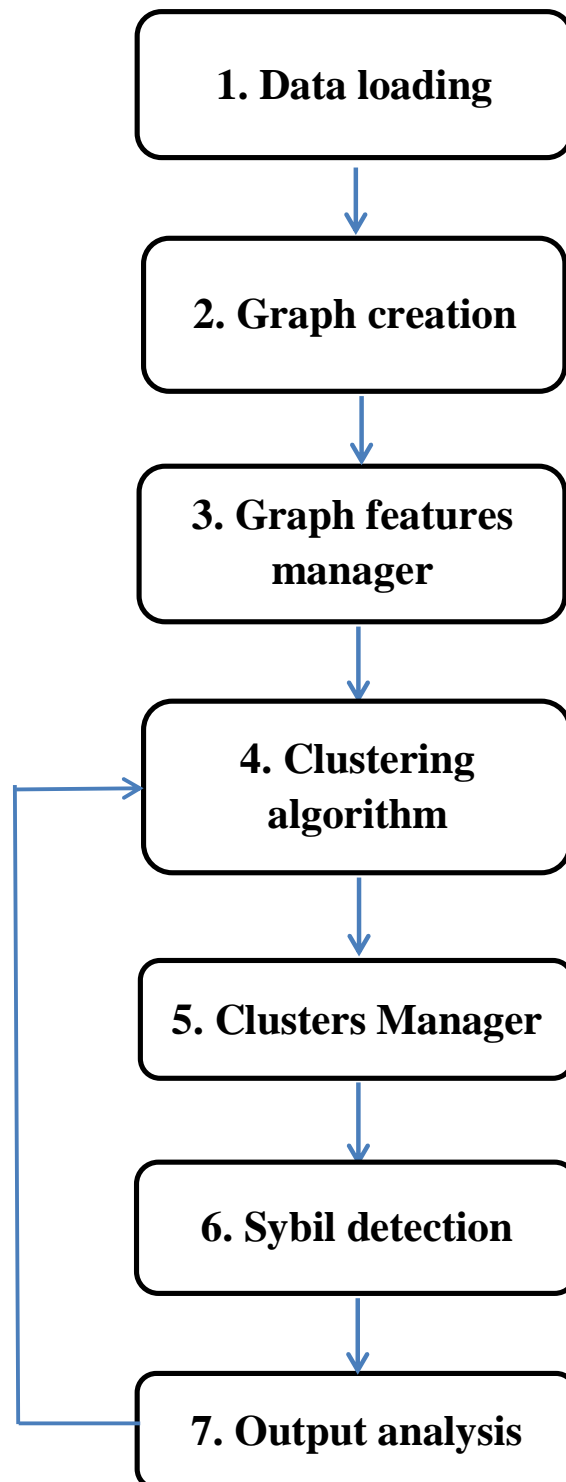 1. Data loading
2. Graph creation
3. Graph features
manager
4. Clustering
algorithm
5. Clusters Manager
6. Sybil detection
7. Output analysis